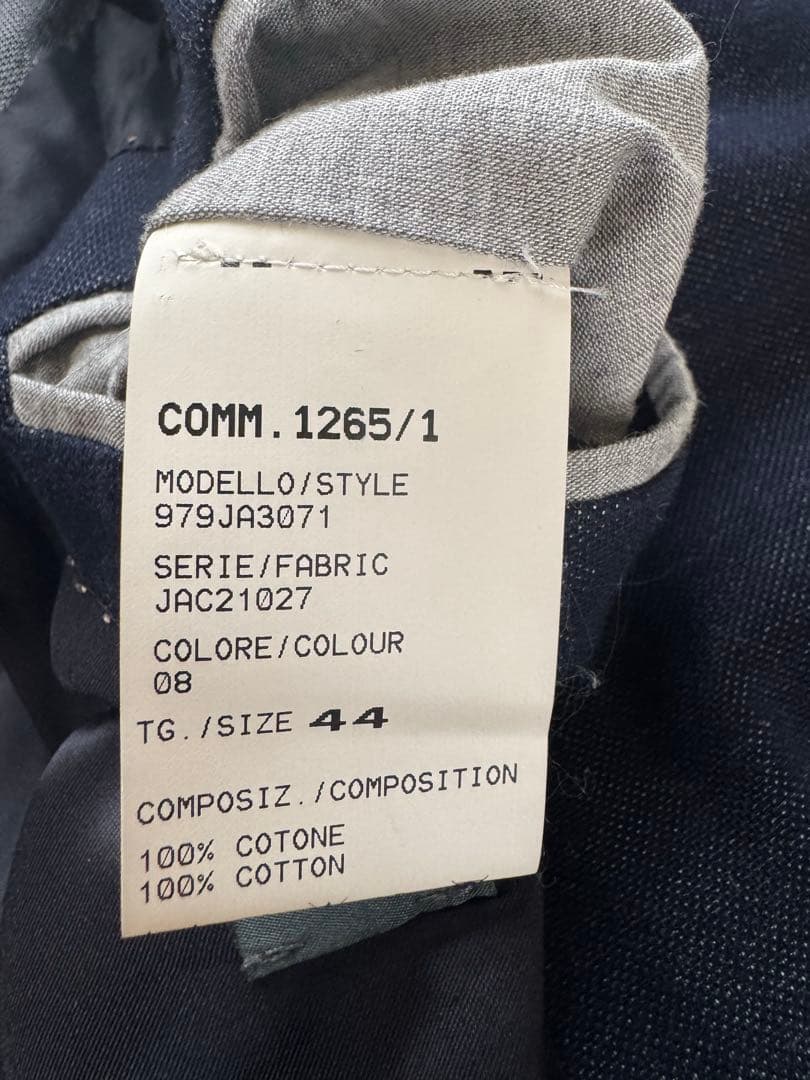 COMM.1265/1
MODELLO/STYLE
979JA3071
SERIE/FABRIC
JAC21027
COLORE/COLOUR
08
TG./SIZE 44
COMPOSIZ./COMPOSITION
100% COTONE
100% COTTON